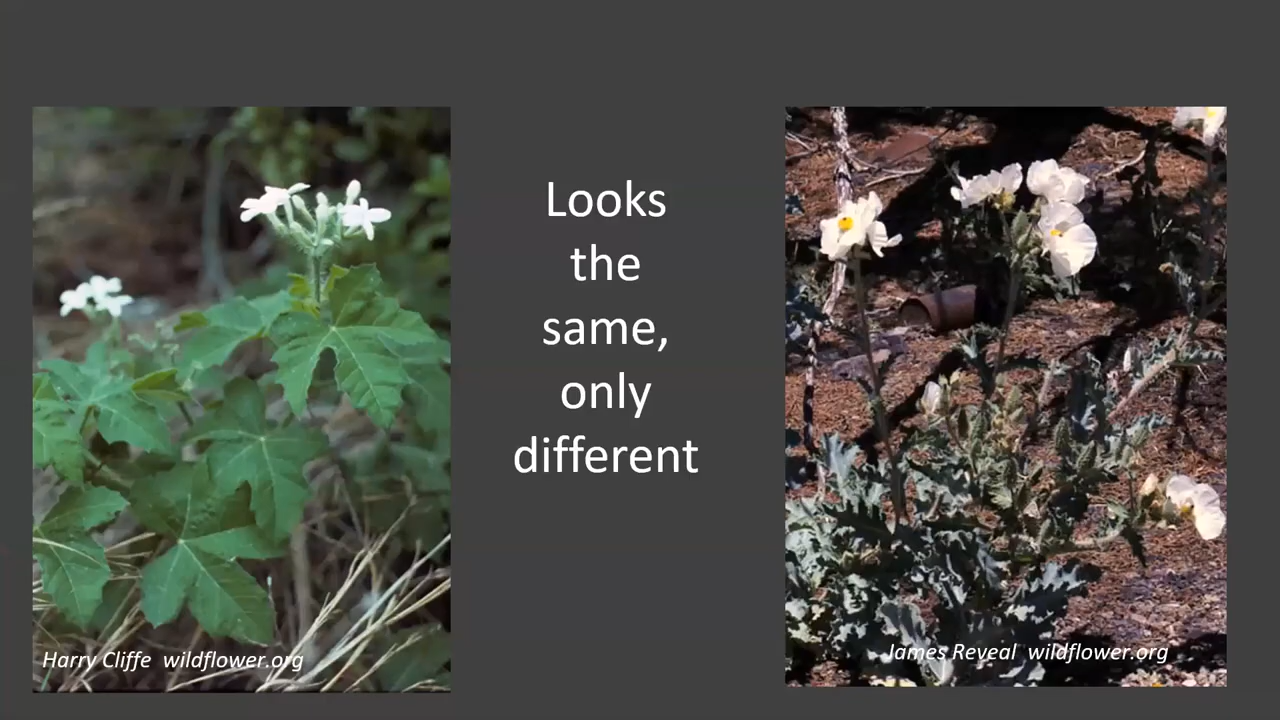 Looks
the
same,
only
different
Harry Cliffe wildflower.org
James Reveal wildflower.org